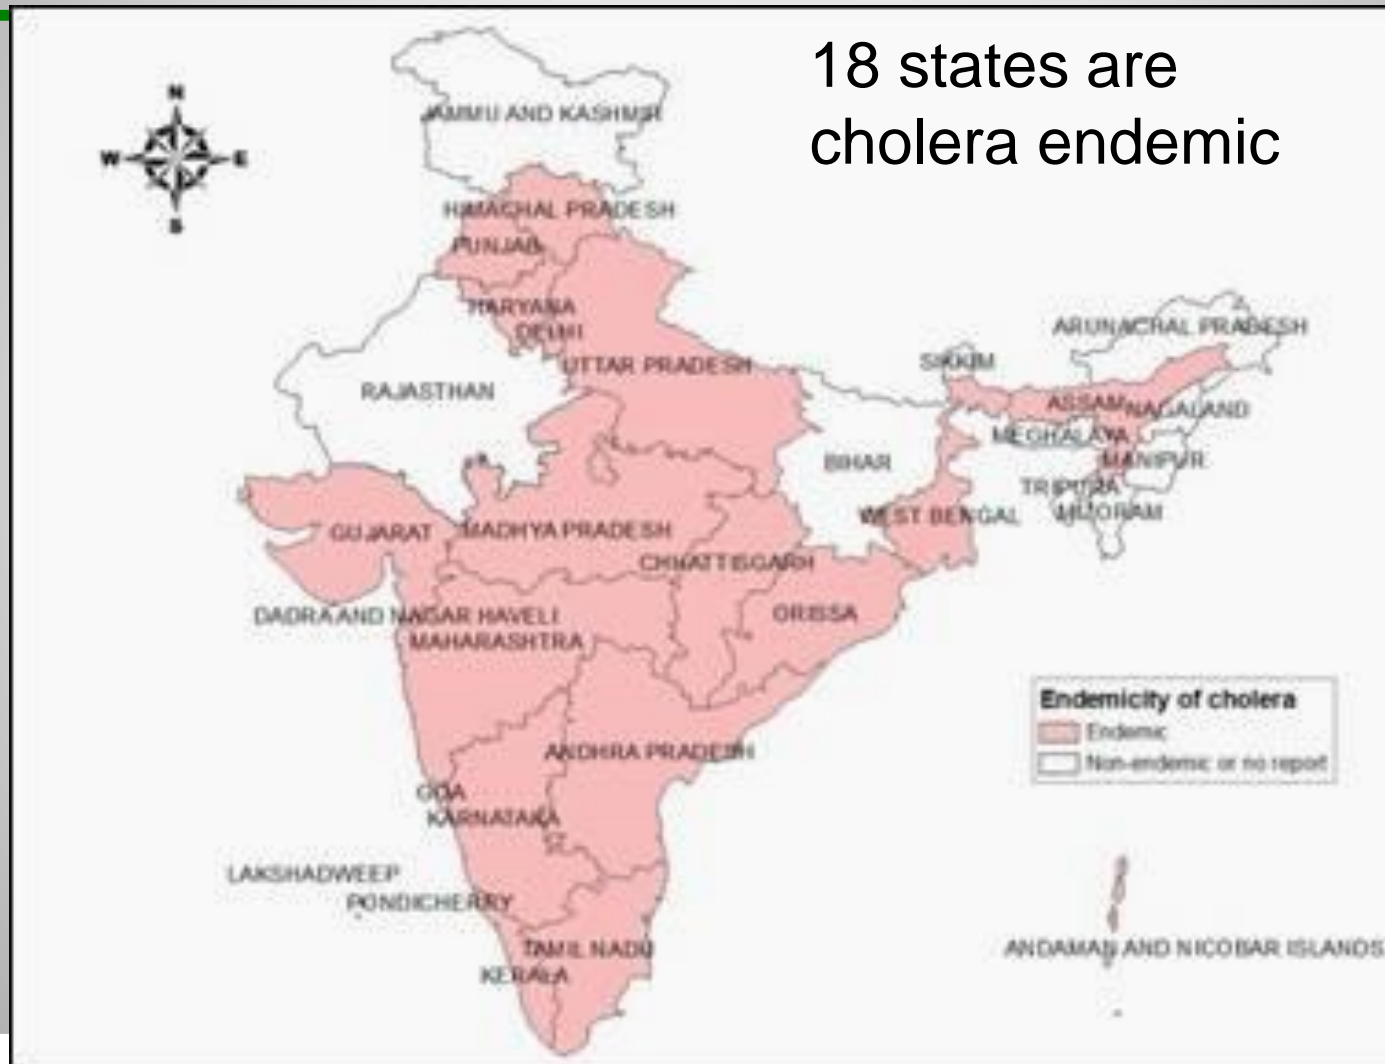 18 states are
cholera endemic
N
W
E
S
JAMMU AND KASHMIR
HIMACHAL PRADESH
PUNJAB
HARYANA
DELHI
UTTAR PRADESH
RAJASTHAN
ARUNACHAL PRADESH
SIKKIM
ASSAM
NAGALAND
MEGHALAYA
BIHAR
MANIPUR
TRIPURA
MIZORAM
WEST BENGAL
GUJARAT
MADHYA PRADESH
CHHATTISGARH
DADRA AND NAGAR HAVELI
ORISSA
MAHARASHTRA
Endemicity of cholera
Endemic
Non-endemic or no report
ANDHRA PRADESH
GOA
KARNATAKA
LAKSHADWEEP
PONDICHERRY
TAMIL NADU
KERALA
ANDAMAN AND NICOBAR ISLANDS